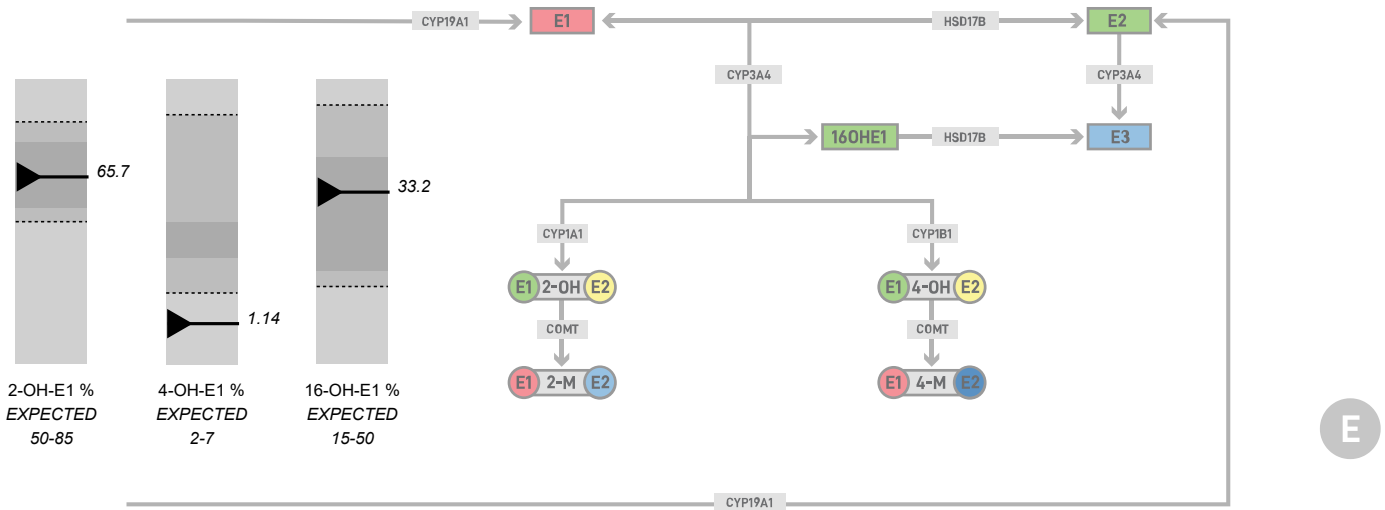 CYP19A1
E1
HSD17B
E2
CYP3A4
CYP3A4
16OHE1
HSD17B
E3
65.7
33.2
1.14
CYP1A1
CYP1B1
E1 2-OH E2
E1 4-OH E2
COMT
COMT
E1 2-M E2
E1 4-M E2
2-OH-E1 %
EXPECTED
50-85
4-OH-E1 %
EXPECTED
2-7
16-OH-E1 %
EXPECTED
15-50
E
CYP19A1